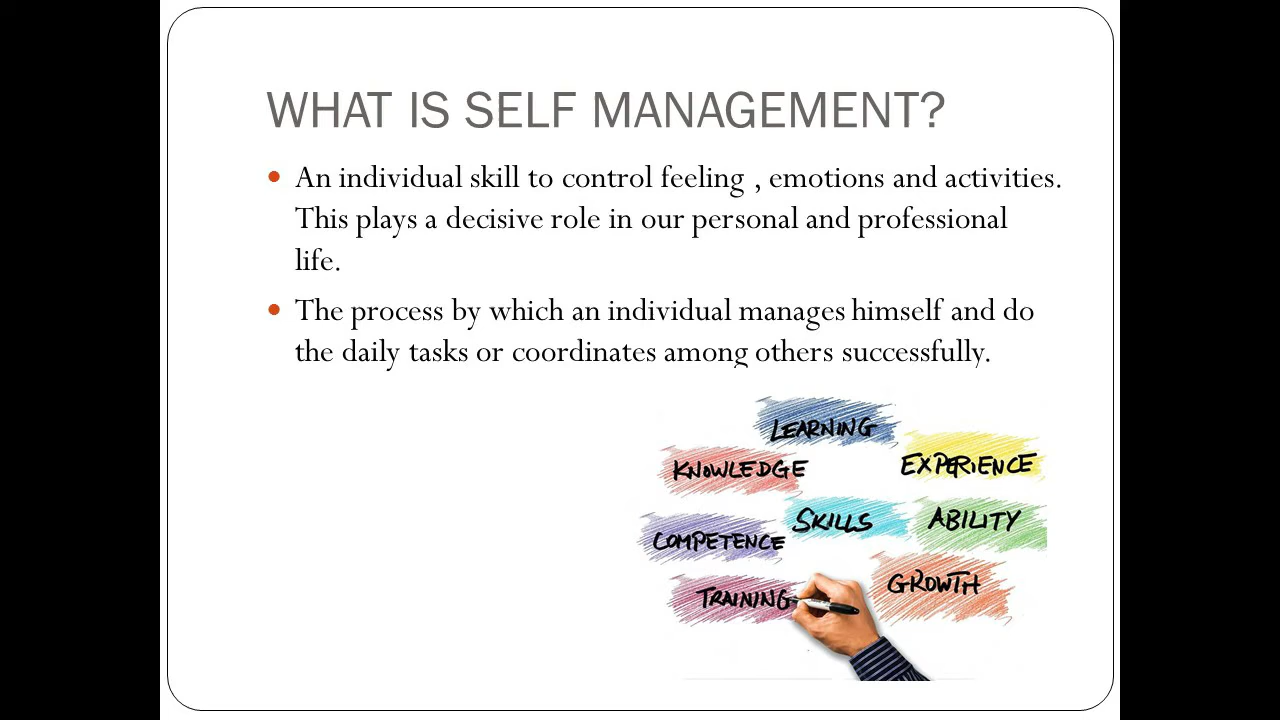 WHAT IS SELF MANAGEMENT?
• An individual skill to control feeling , emotions and activities.
This plays a decisive role in our personal and professional
life.
• The process by which an individual manages himself and do
the daily tasks or coordinates among others successfully.
LEARNING
KNOWLEDGE
EXPERIENCE
SKILLS
ABILITY
COMPETENCE
GROWTH
TRAINING